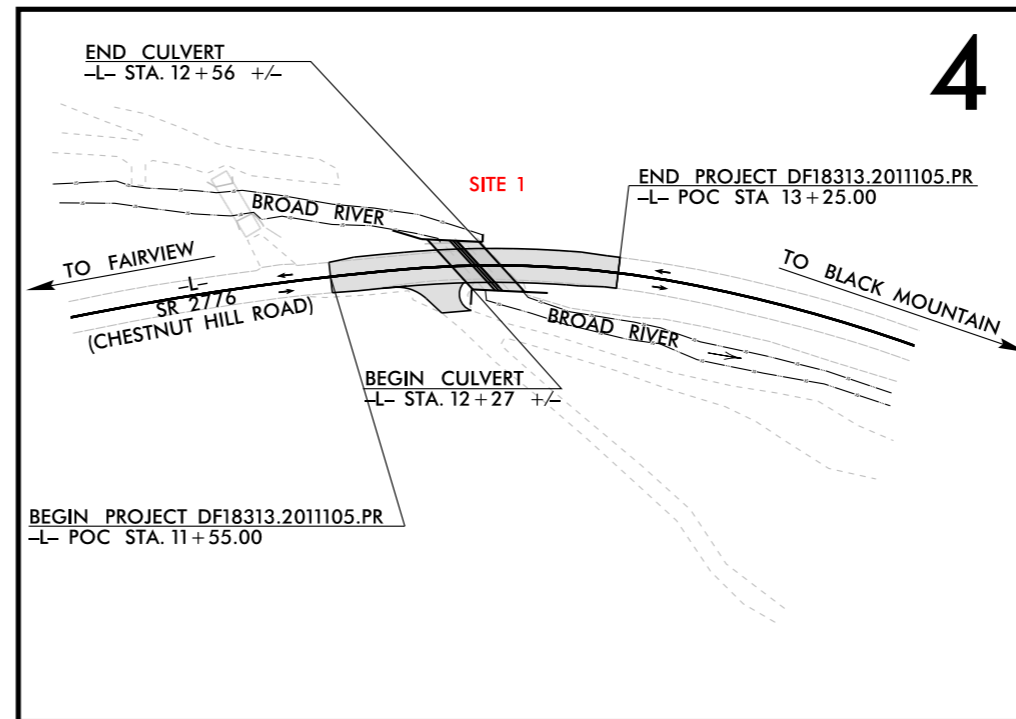 4
END CULVERT
-L- STA. 12+56 +/-
SITE 1
END PROJECT DF18313.2011105.PR
-L- POC STA 13+25.00
BROAD RIVER
TO FAIRVIEW
-L-
SR 2776
(CHESTNUT HILL ROAD)
TO BLACK MOUNTAIN
BROAD RIVER
BEGIN CULVERT
-L- STA. 12+27 +/-
BEGIN PROJECT DF18313.2011105.PR
-L- POC STA. 11+55.00